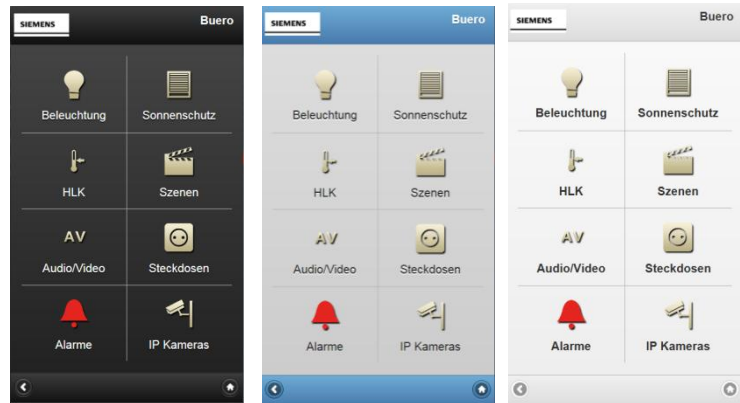 SIEMENS
Buero
Beleuchtung
Sonnenschutz
HLK
Szenen
AV
Audio/Video
Steckdosen
Alarme
IP Kameras
SIEMENS
Buero
Beleuchtung
Sonnenschutz
HLK
Szenen
AV
Audio/Video
Steckdosen
Alarme
IP Kameras
SIEMENS
Buero
Beleuchtung
Sonnenschutz
HLK
Szenen
AV
Audio/Video
Steckdosen
Alarme
IP Kameras